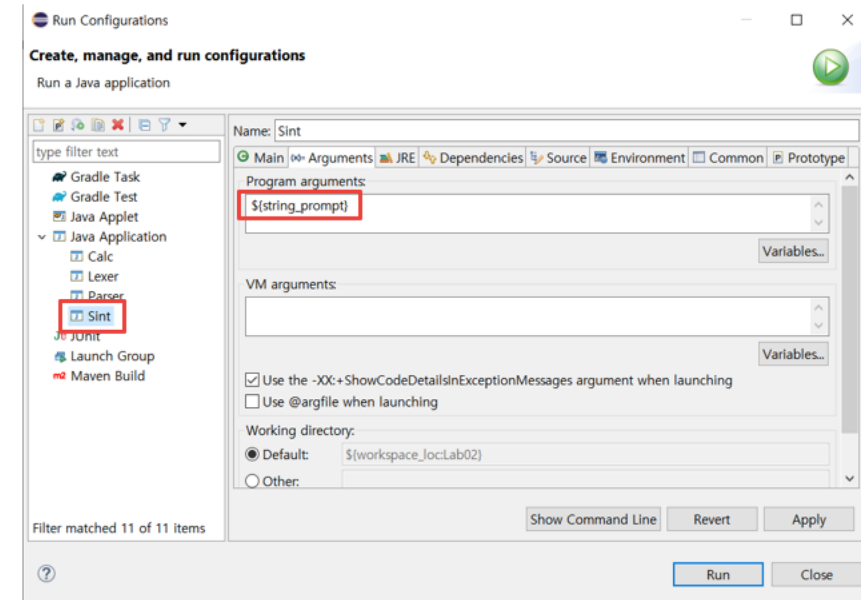 Run Configurations
Create, manage, and run configurations
Run a Java application
type filter text
Gradle Task
Gradle Test
Java Applet
Java Application
Calc
Lexer
Parser
Sint
JUnit
Launch Group
Maven Build
Filter matched 11 of 11 items
Name: Sint
Main Arguments JRE Dependencies Source Environment Common Prototype
Program arguments:
${string_prompt}
Variables...
VM arguments:
Variables...
Use the -XX:+ShowCodeDetailsInExceptionMessages argument when launching
Use @argfile when launching
Working directory:
Default: ${workspace_loc:Lab02}
Other:
Show Command Line Revert Apply
Run Close